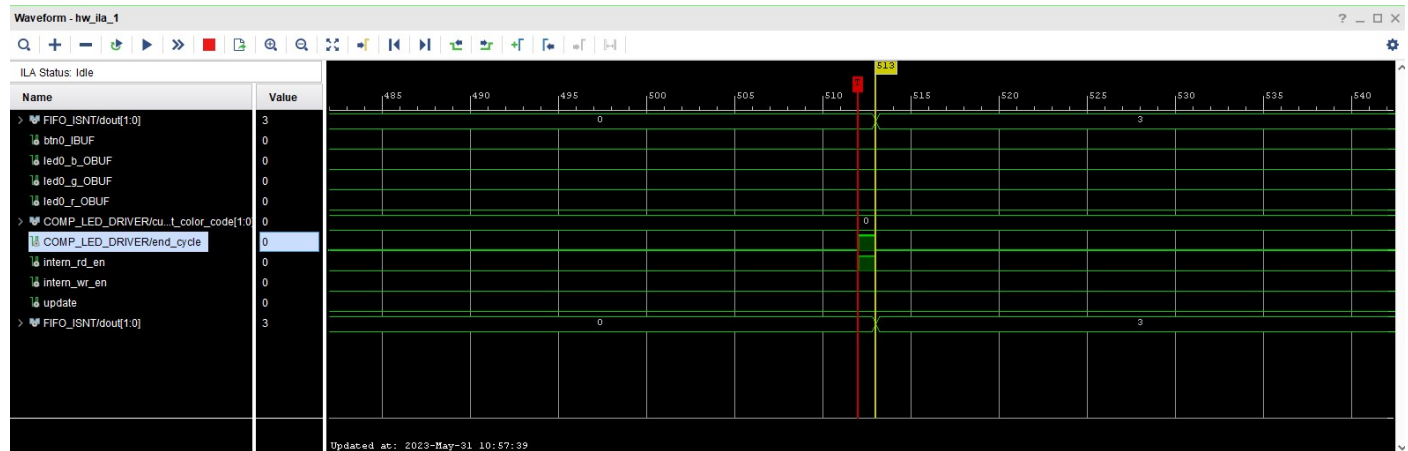 Waveform - hw_ila_1
ILA Status: Idle
Name Value
513
T
485 490 495 500 505 510 515 520 525 530 535 540
FIFO_ISNT/dout[1:0] 3 0 3
btn0_IBUF 0
led0_b_OBUF 0
led0_g_OBUF 0
led0_r_OBUF 0
COMP_LED_DRIVER/cu...t_color_code[1:0] 0 0
COMP_LED_DRIVER/end_cycle 0
intern_rd_en 0
intern_wr_en 0
update 0
FIFO_ISNT/dout[1:0] 3 0 3
Updated at: 2023-May-31 10:57:39